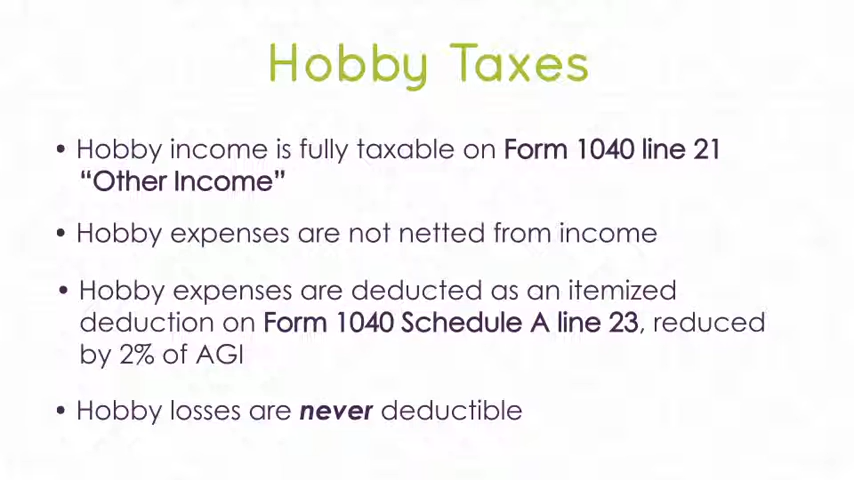 Hobby Taxes
• Hobby income is fully taxable on Form 1040 line 21
“Other Income”
• Hobby expenses are not netted from income
• Hobby expenses are deducted as an itemized
deduction on Form 1040 Schedule A line 23, reduced
by 2% of AGI
• Hobby losses are never deductible